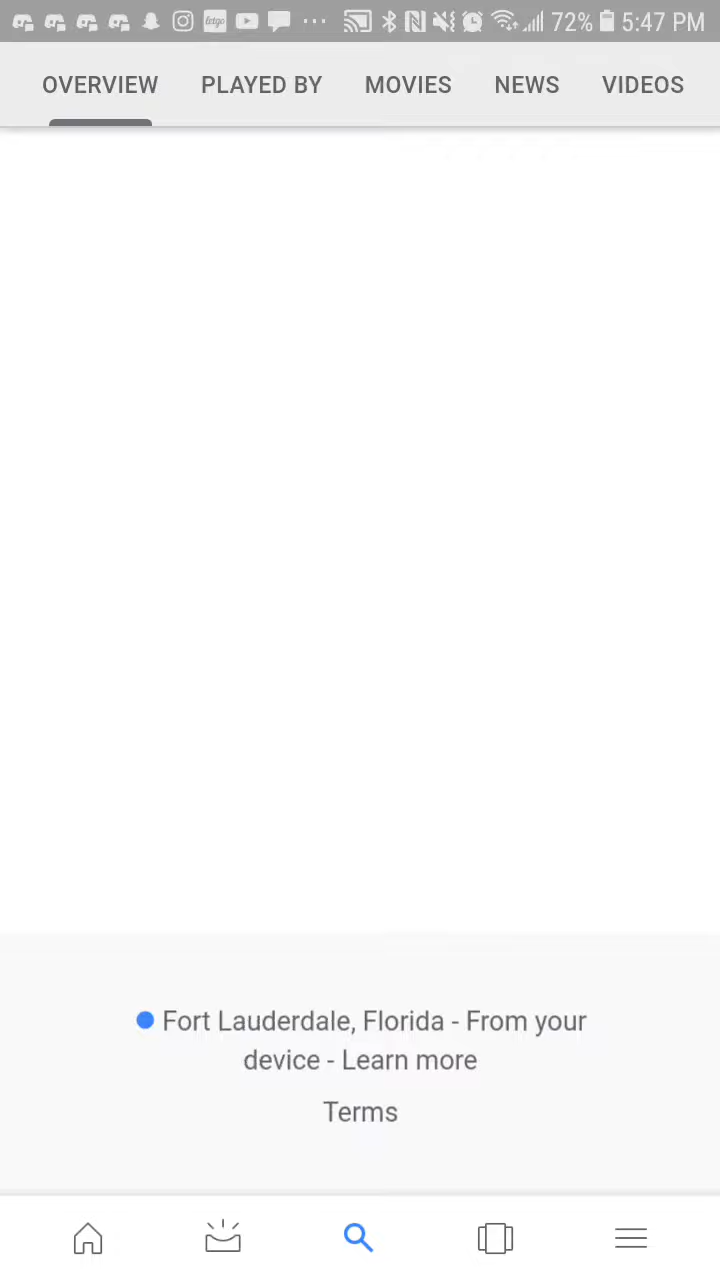 letgo 72% 5:47 PM
OVERVIEW PLAYED BY MOVIES NEWS VIDEOS
Fort Lauderdale, Florida - From your
device - Learn more
Terms